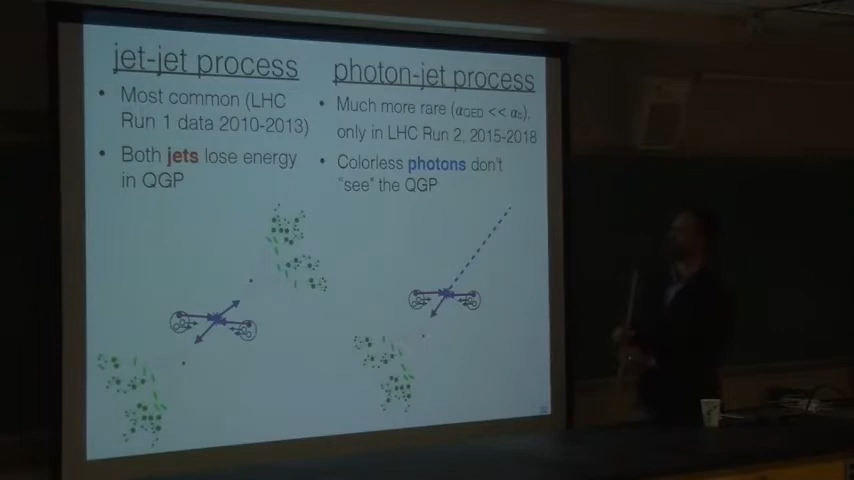 jet-jet process
• Most common (LHC
Run 1 data 2010-2013)
• Both jets lose energy
in QGP
photon-jet process
• Much more rare (αQED << αs),
only in LHC Run 2, 2015-2018
• Colorless photons don't
"see" the QGP